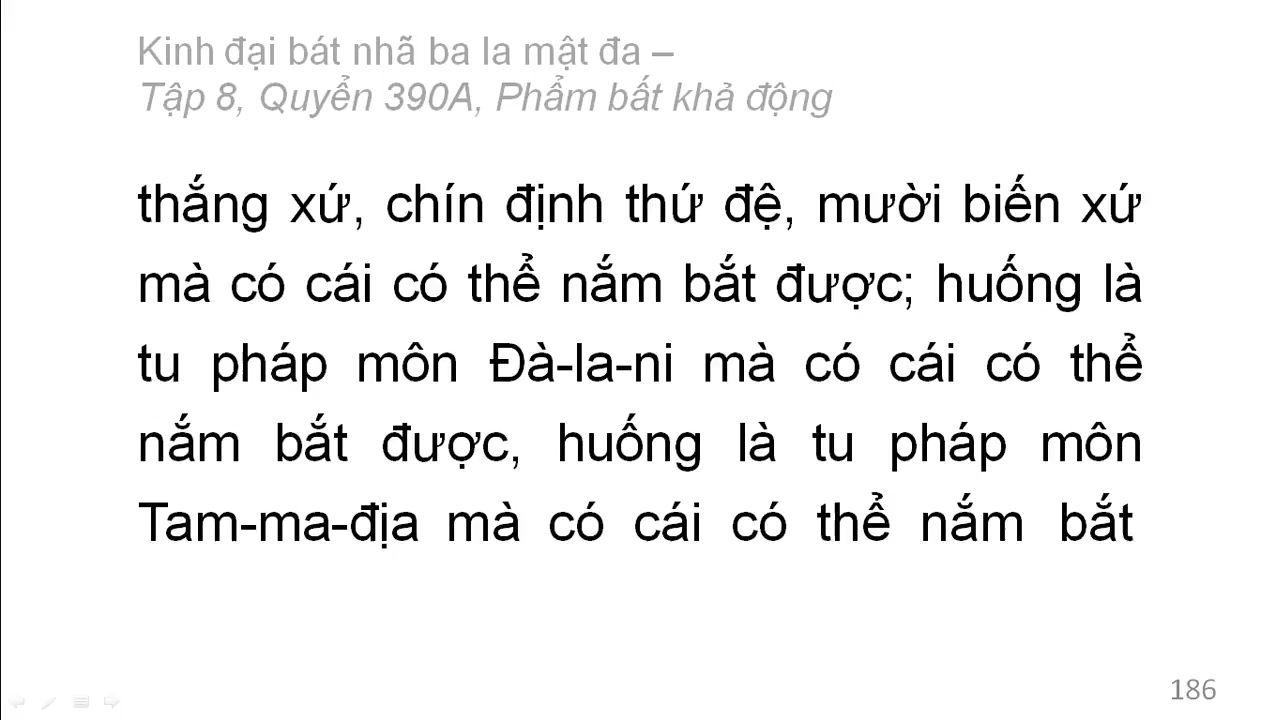 Kinh đại bát nhã ba la mật đa –
Tập 8, Quyển 390A, Phẩm bất khả động
thắng xứ, chín định thứ đệ, mười biến xứ
mà có cái có thể nắm bắt được; huống là
tu pháp môn Đà-la-ni mà có cái có thể
nắm bắt được, huống là tu pháp môn
Tam-ma-địa mà có cái có thể nắm bắt
186